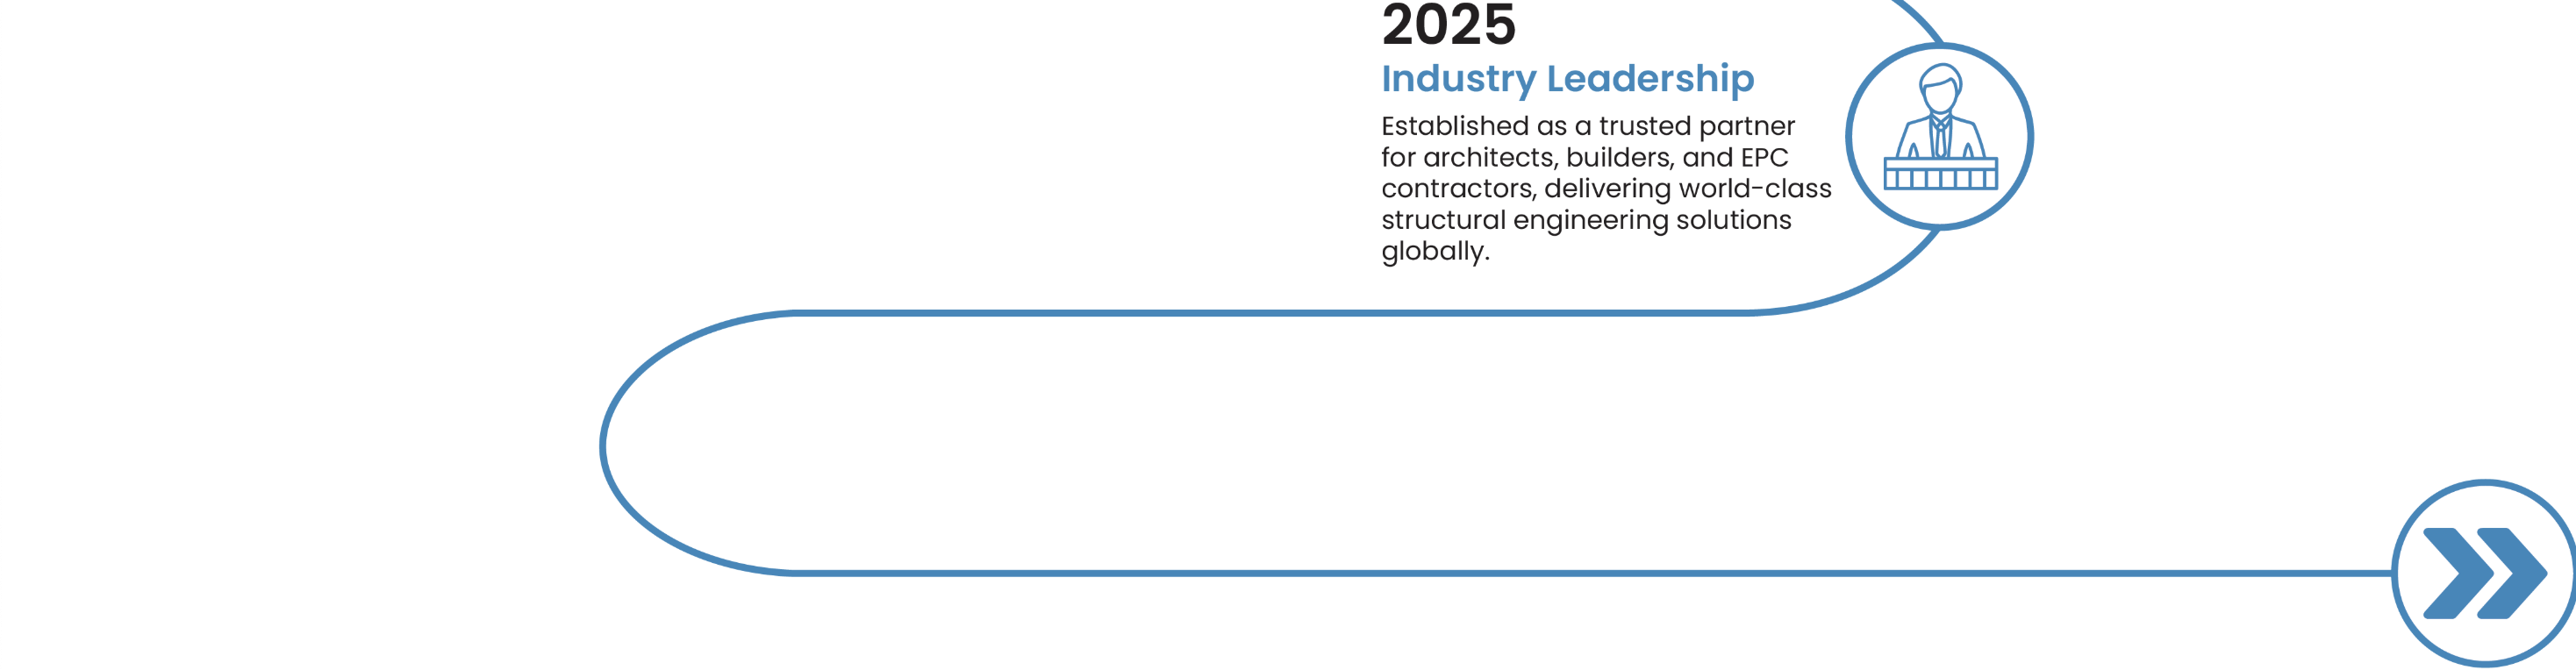 2025
Industry Leadership
Established as a trusted partner
for architects, builders, and EPC
contractors, delivering world-class
structural engineering solutions
globally.